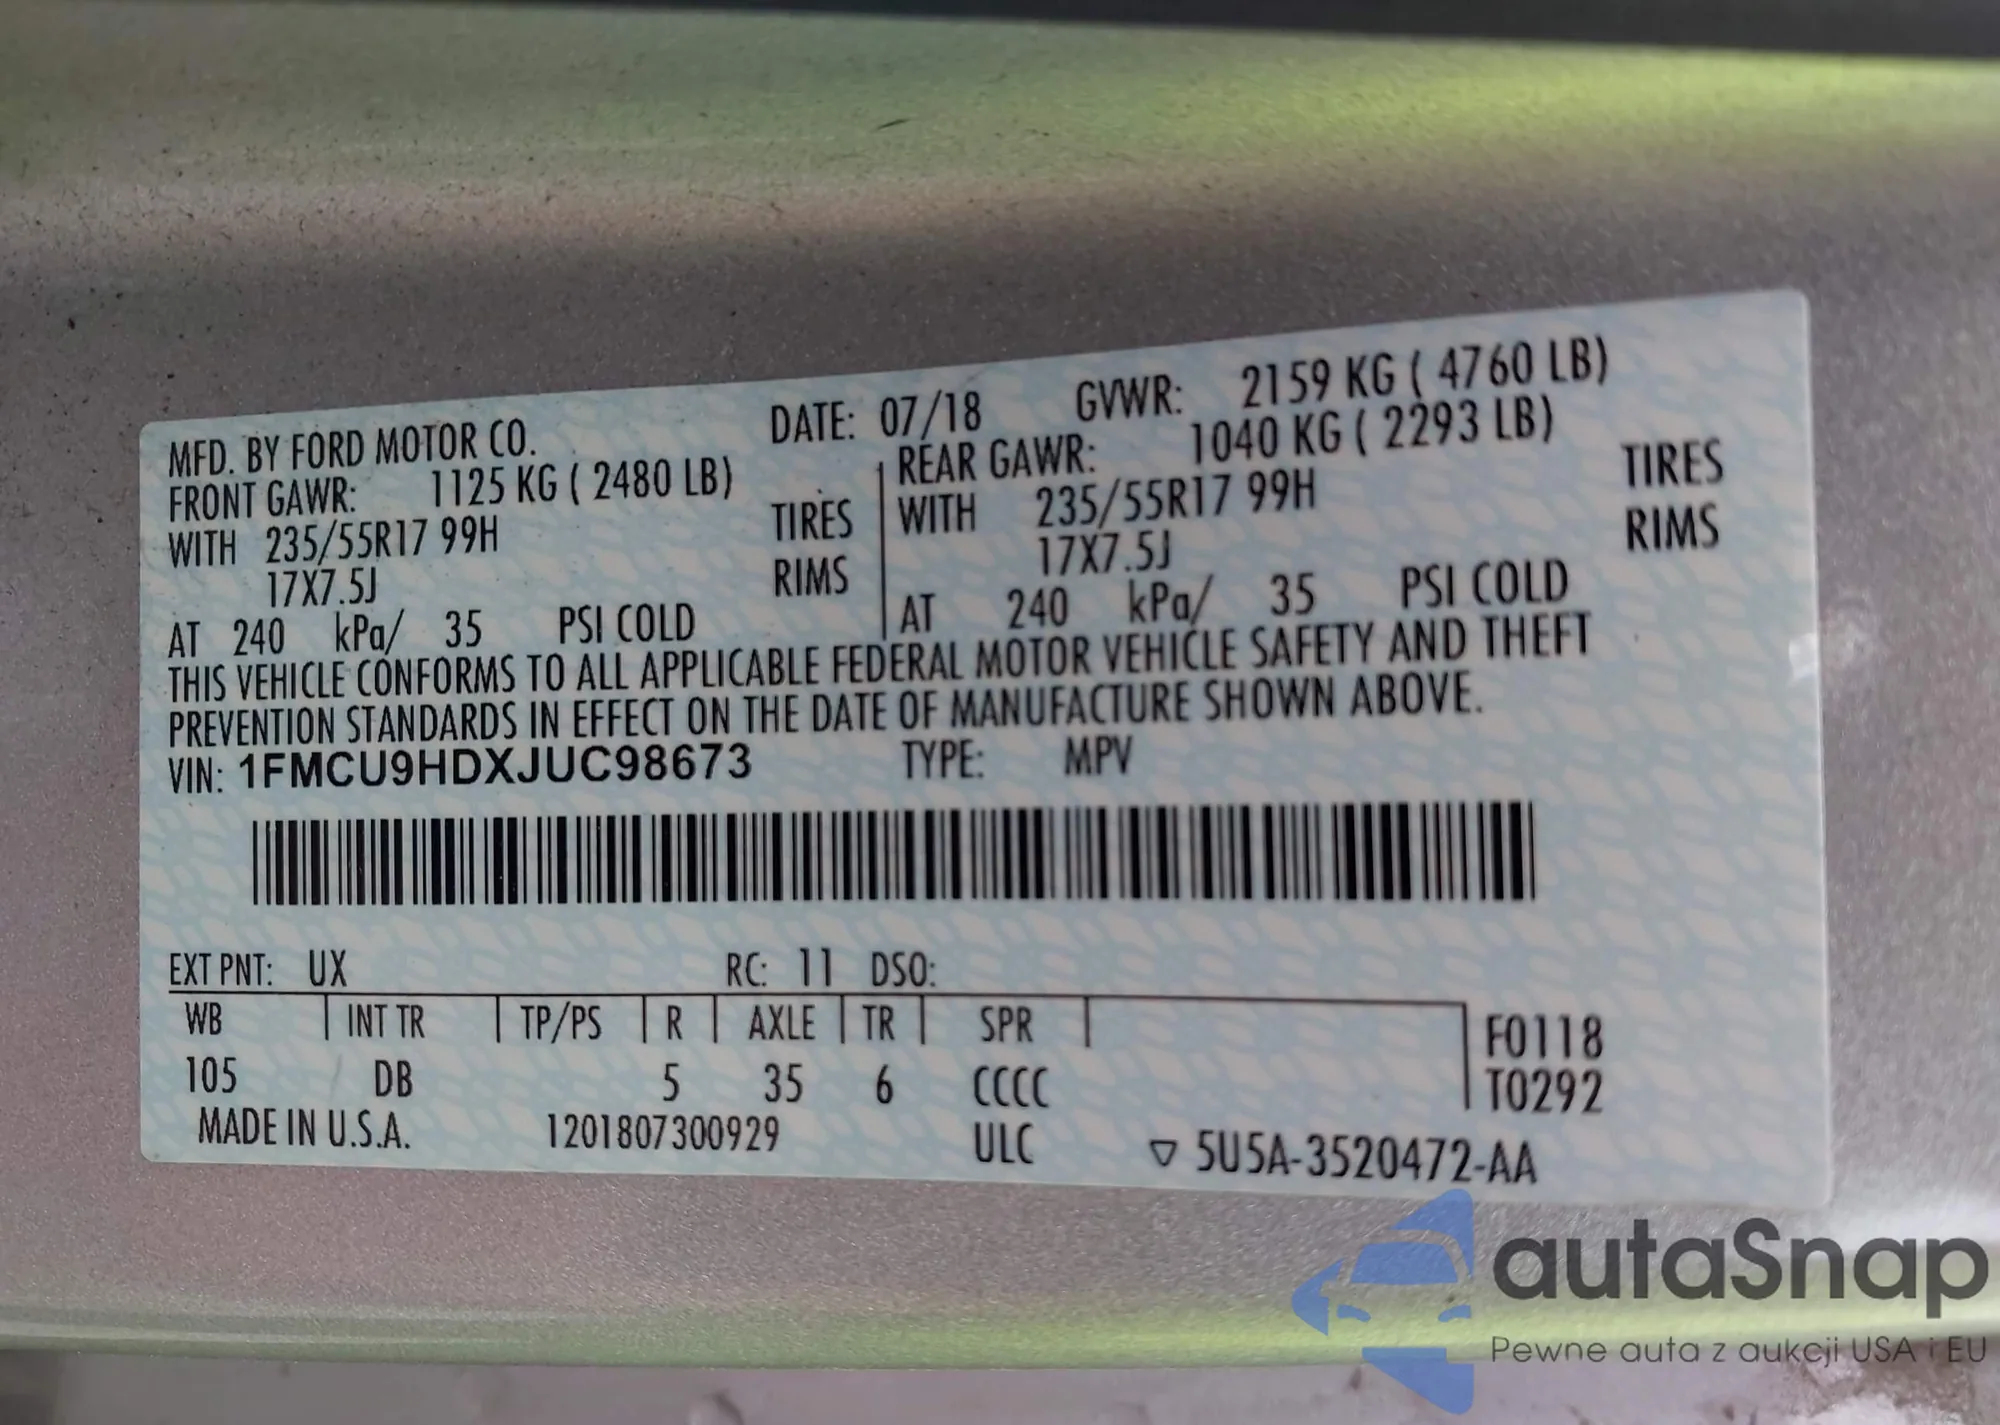 MFD. BY FORD MOTOR CO. DATE: 07/18 GVWR: 2159 KG ( 4760 LB)
FRONT GAWR: 1125 KG ( 2480 LB)
WITH 235/55R17 99H TIRES
17X7.5J RIMS
AT 240 kPa/ 35 PSI COLD
REAR GAWR: 1040 KG ( 2293 LB)
WITH 235/55R17 99H TIRES
17X7.5J RIMS
AT 240 kPa/ 35 PSI COLD
THIS VEHICLE CONFORMS TO ALL APPLICABLE FEDERAL MOTOR VEHICLE SAFETY AND THEFT
PREVENTION STANDARDS IN EFFECT ON THE DATE OF MANUFACTURE SHOWN ABOVE.
VIN: 1FMCU9HDXJUC98673 TYPE: MPV
EXT PNT: UX RC: 11 DSO:
WB INT TR TP/PS R AXLE TR SPR F0118
105 DB 5 35 6 CCCC T0292
MADE IN U.S.A. 1201807300929 ULC ▽ 5U5A-3520472-AA
autaSnap
Pewne auta z aukcji USA i EU